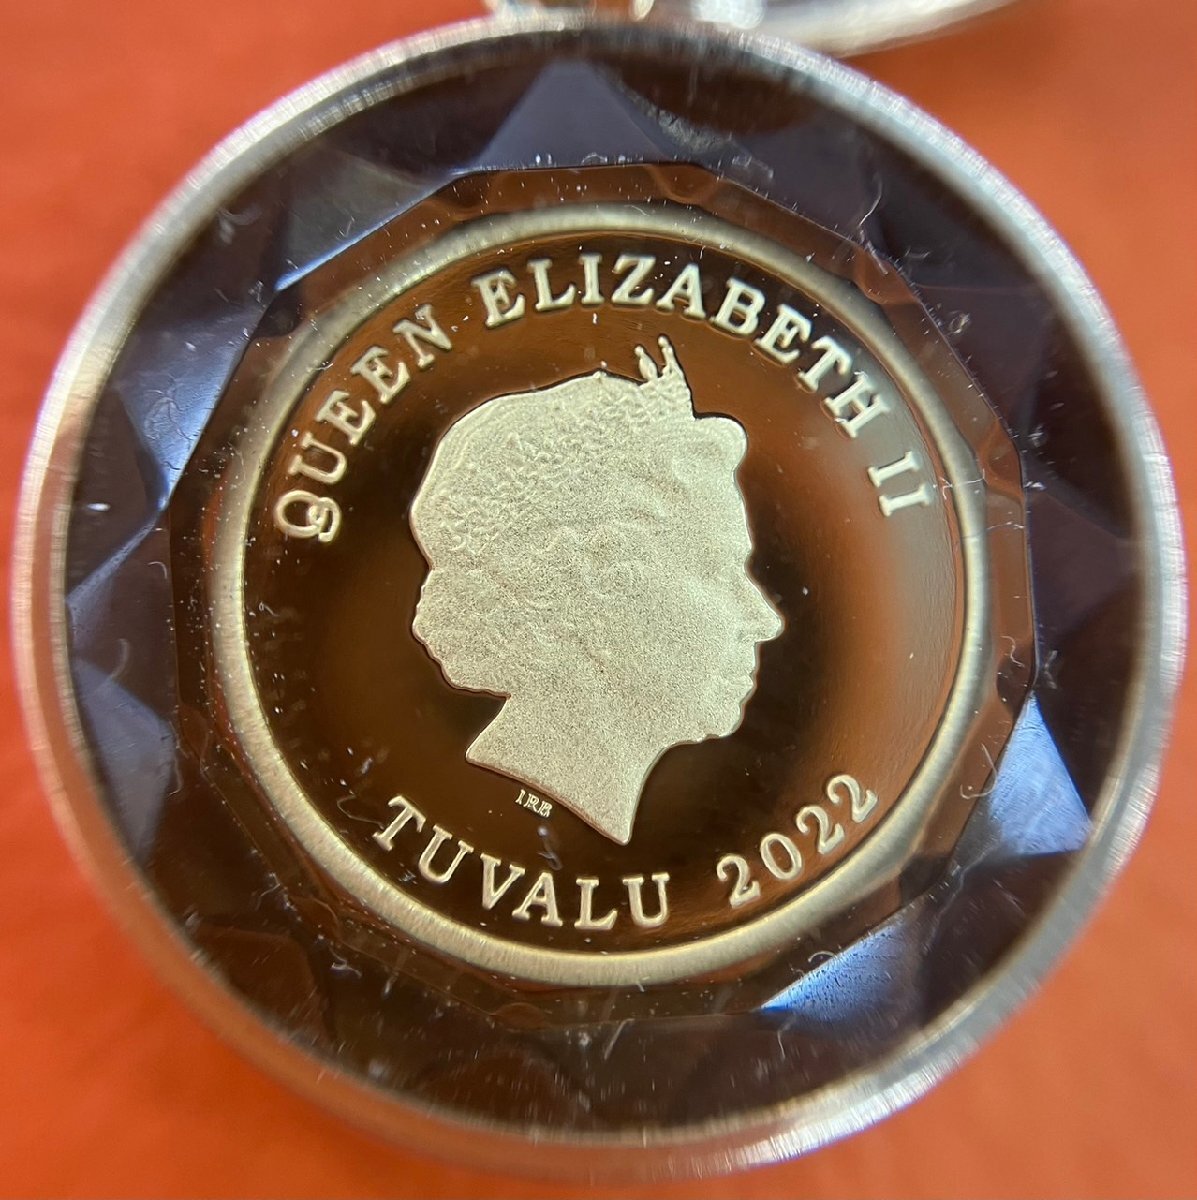 QUEEN ELIZABETH II
IRB
TUVALU 2022